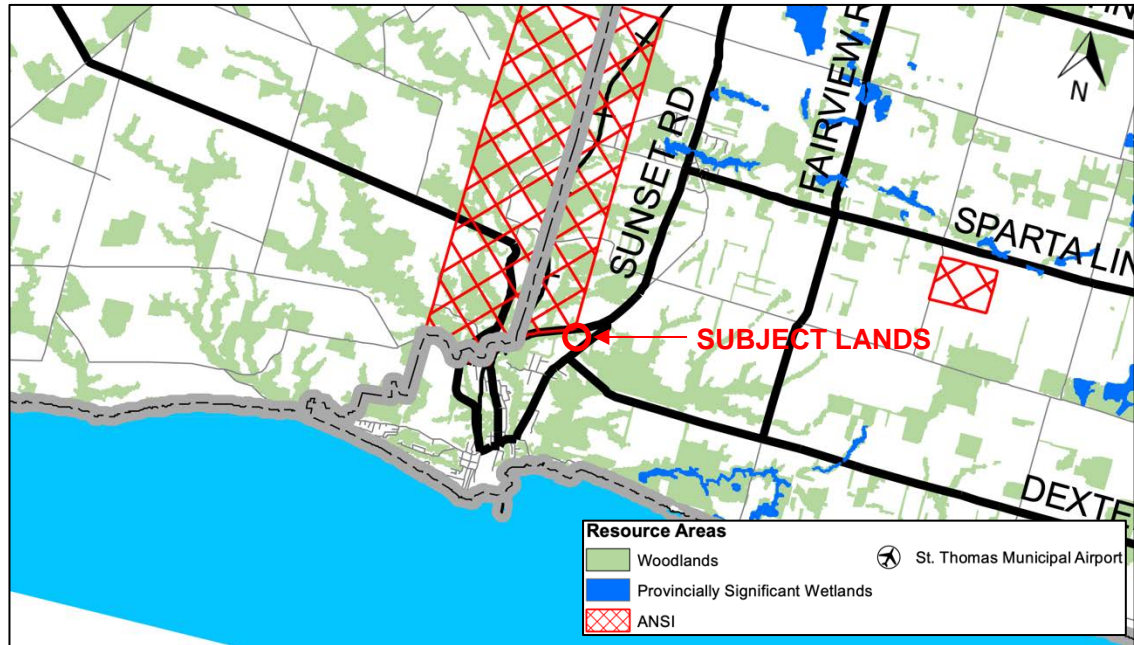 FAIRVIEW R
N
SUNSET RD
SPARTA LIN
SUBJECT LANDS
DEXTE
Resource Areas
Woodlands
St. Thomas Municipal Airport
Provincially Significant Wetlands
ANSI